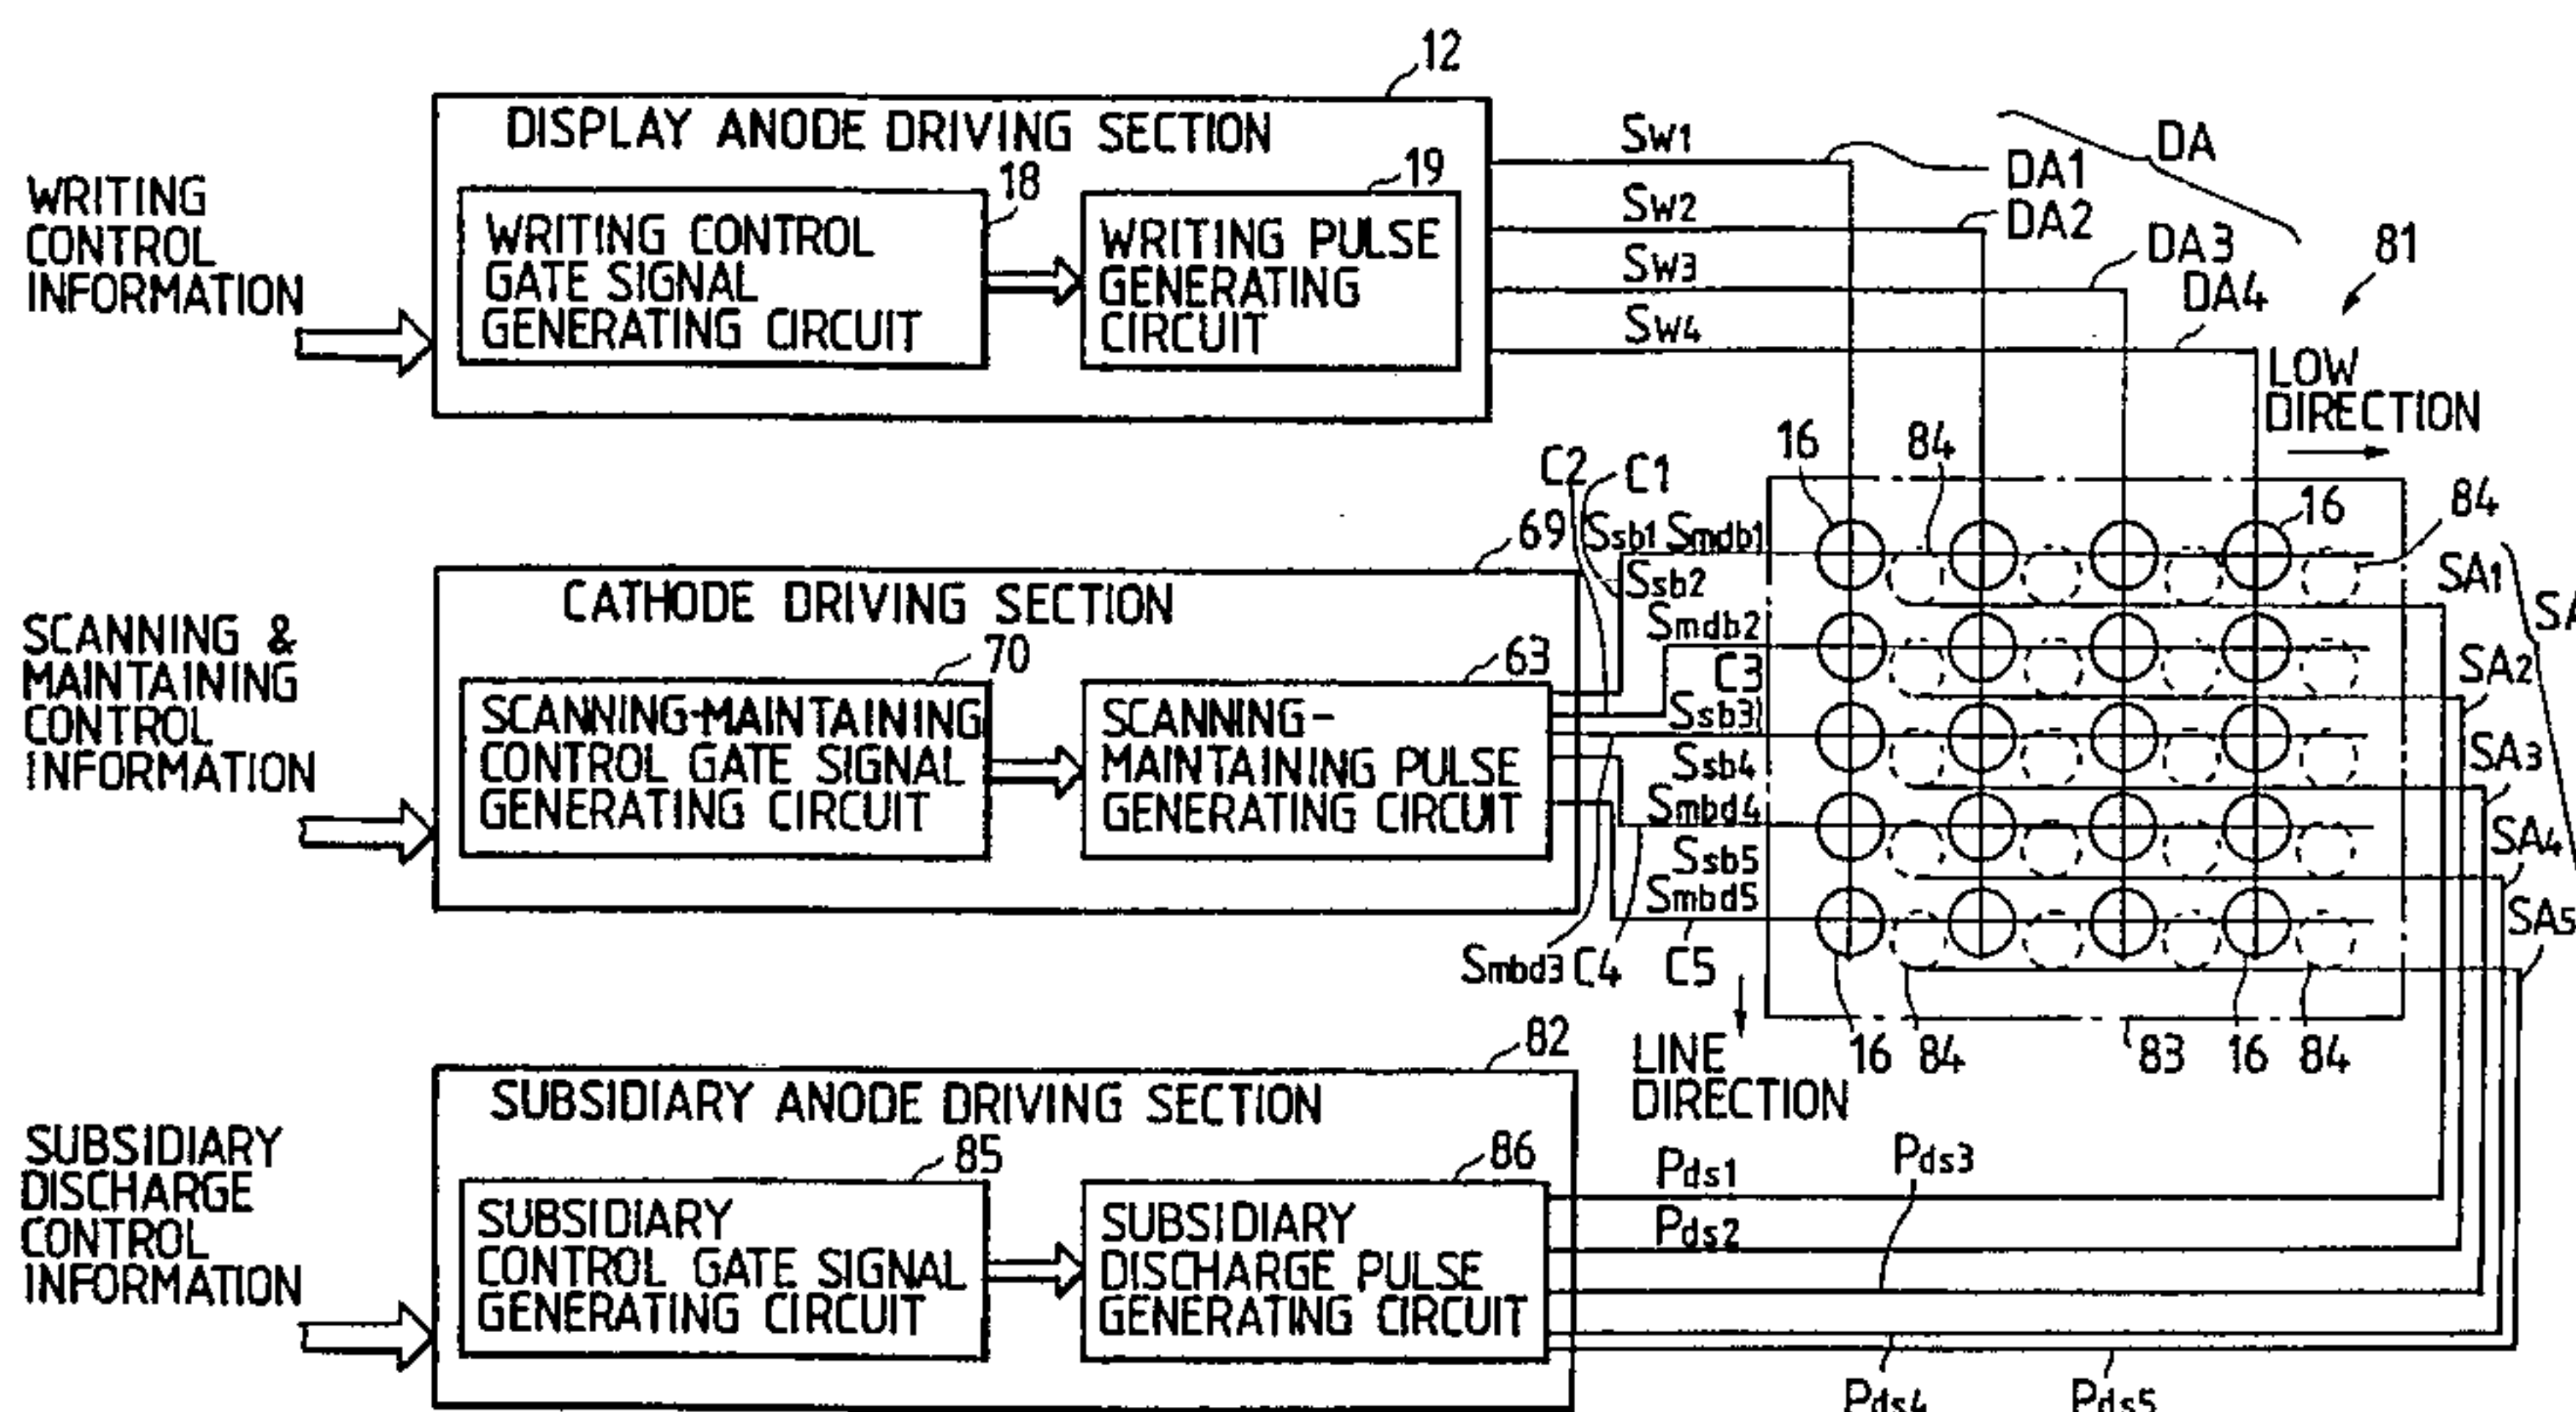 12
DISPLAY ANODE DRIVING SECTION
WRITING
CONTROL
INFORMATION
18
WRITING CONTROL
GATE SIGNAL
GENERATING CIRCUIT
19
WRITING PULSE
GENERATING
CIRCUIT
Sw1
Sw2
Sw3
Sw4
DA1
DA2
DA3
DA4
DA
81
LOW
DIRECTION
16
84
16
84
C2
C1
69
CATHODE DRIVING SECTION
SCANNING &
MAINTAINING
CONTROL
INFORMATION
70
SCANNING-MAINTAINING
CONTROL GATE SIGNAL
GENERATING CIRCUIT
63
SCANNING-
MAINTAINING PULSE
GENERATING CIRCUIT
Ssb1 Smdb1
Ssb2
Smdb2
C3
Ssb3
Ssb4
Smbd4
Ssb5
Smbd5
Smbd3 C4 C5
SA1
SA2
SA3
SA4
SA5
SA
LINE
DIRECTION
16 84 83 16 84
82
SUBSIDIARY ANODE DRIVING SECTION
SUBSIDIARY
DISCHARGE
CONTROL
INFORMATION
85
SUBSIDIARY
CONTROL GATE SIGNAL
GENERATING CIRCUIT
86
SUBSIDIARY
DISCHARGE PULSE
GENERATING CIRCUIT
Pds1
Pds2
Pds3
Pds4
Pds5